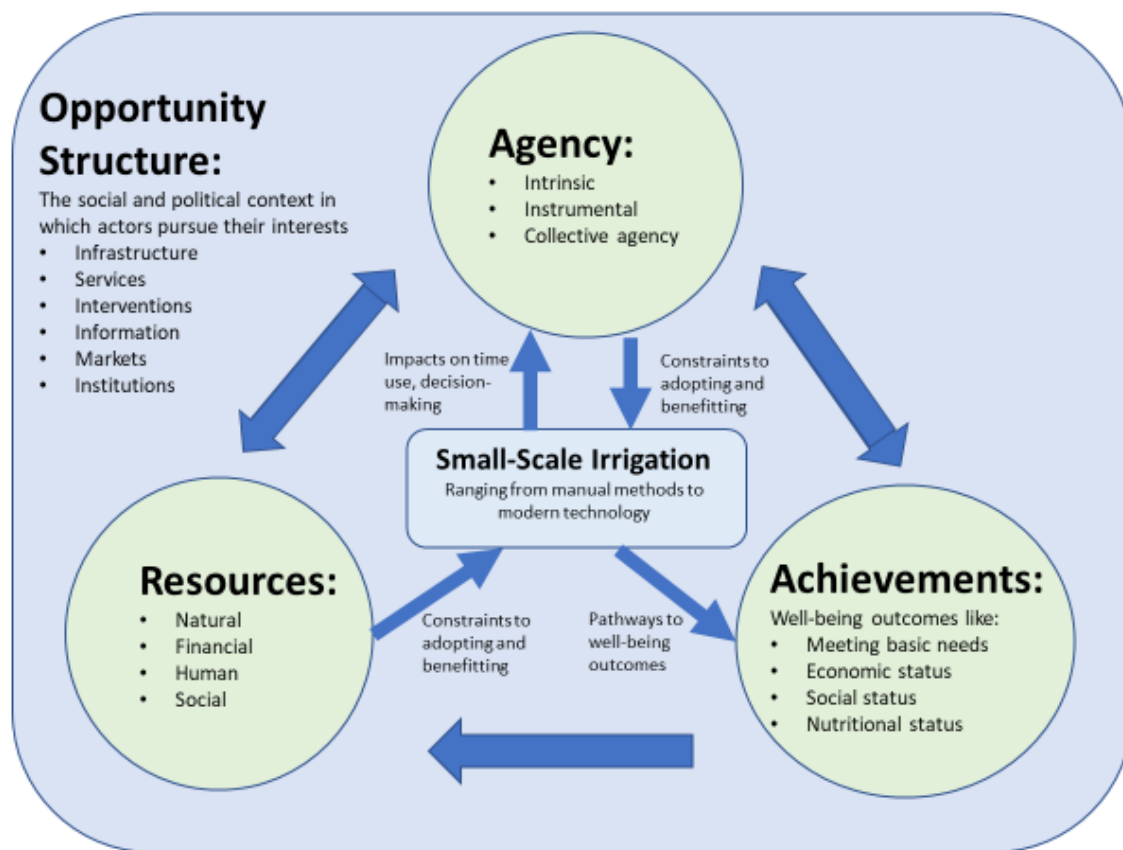 Opportunity
Structure:
The social and political context in
which actors pursue their interests
• Infrastructure
• Services
• Interventions
• Information
• Markets
• Institutions
Agency:
• Intrinsic
• Instrumental
• Collective agency
Impacts on time
use, decision-
making
Constraints to
adopting and
benefitting
Small-Scale Irrigation
Ranging from manual methods to
modern technology
Resources:
• Natural
• Financial
• Human
• Social
Constraints to
adopting and
benefitting
Pathways to
well-being
outcomes
Achievements:
Well-being outcomes like:
• Meeting basic needs
• Economic status
• Social status
• Nutritional status